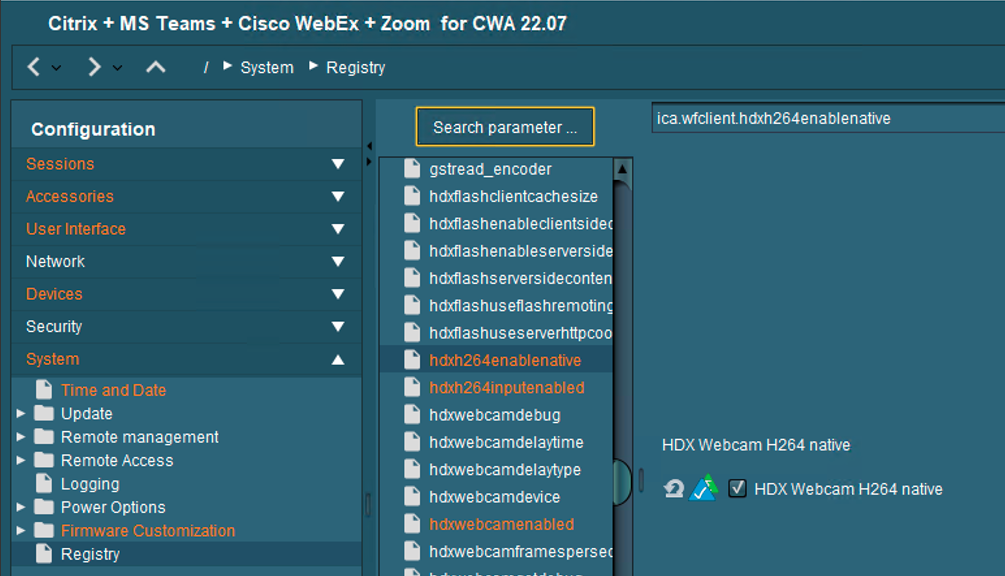 Citrix + MS Teams + Cisco WebEx + Zoom for CWA 22.07
/ System Registry
Configuration
Sessions
Accessories
User Interface
Network
Devices
Security
System
Time and Date
Update
Remote management
Remote Access
Logging
Power Options
Firmware Customization
Registry
Search parameter ...
gstread_encoder
hdxflashclientcachesize
hdxflashenableclientsidec
hdxflashenableserverside
hdxflashserversideconten
hdxflashuseflashremoting
hdxflashuseserverhttpcoo
hdxh264enablenative
hdxh264inputenabled
hdxwebcamdebug
hdxwebcamdelaytime
hdxwebcamdelaytype
hdxwebcamdevice
hdxwebcamenabled
hdxwebcamframespersec
ica.wfclient.hdxh264enablenative
HDX Webcam H264 native
HDX Webcam H264 native